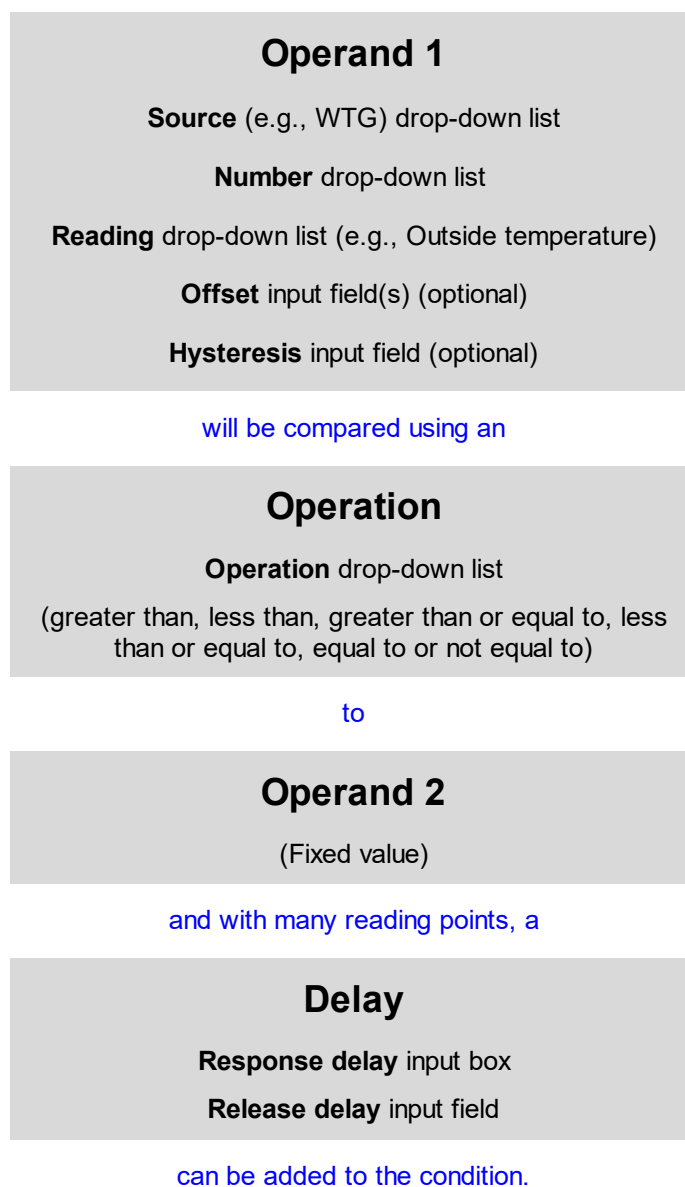 Operand 1
Source (e.g., WTG) drop-down list
Number drop-down list
Reading drop-down list (e.g., Outside temperature)
Offset input field(s) (optional)
Hysteresis input field (optional)
will be compared using an
Operation
Operation drop-down list
(greater than, less than, greater than or equal to, less
than or equal to, equal to or not equal to)
to
Operand 2
(Fixed value)
and with many reading points, a
Delay
Response delay input box
Release delay input field
can be added to the condition.